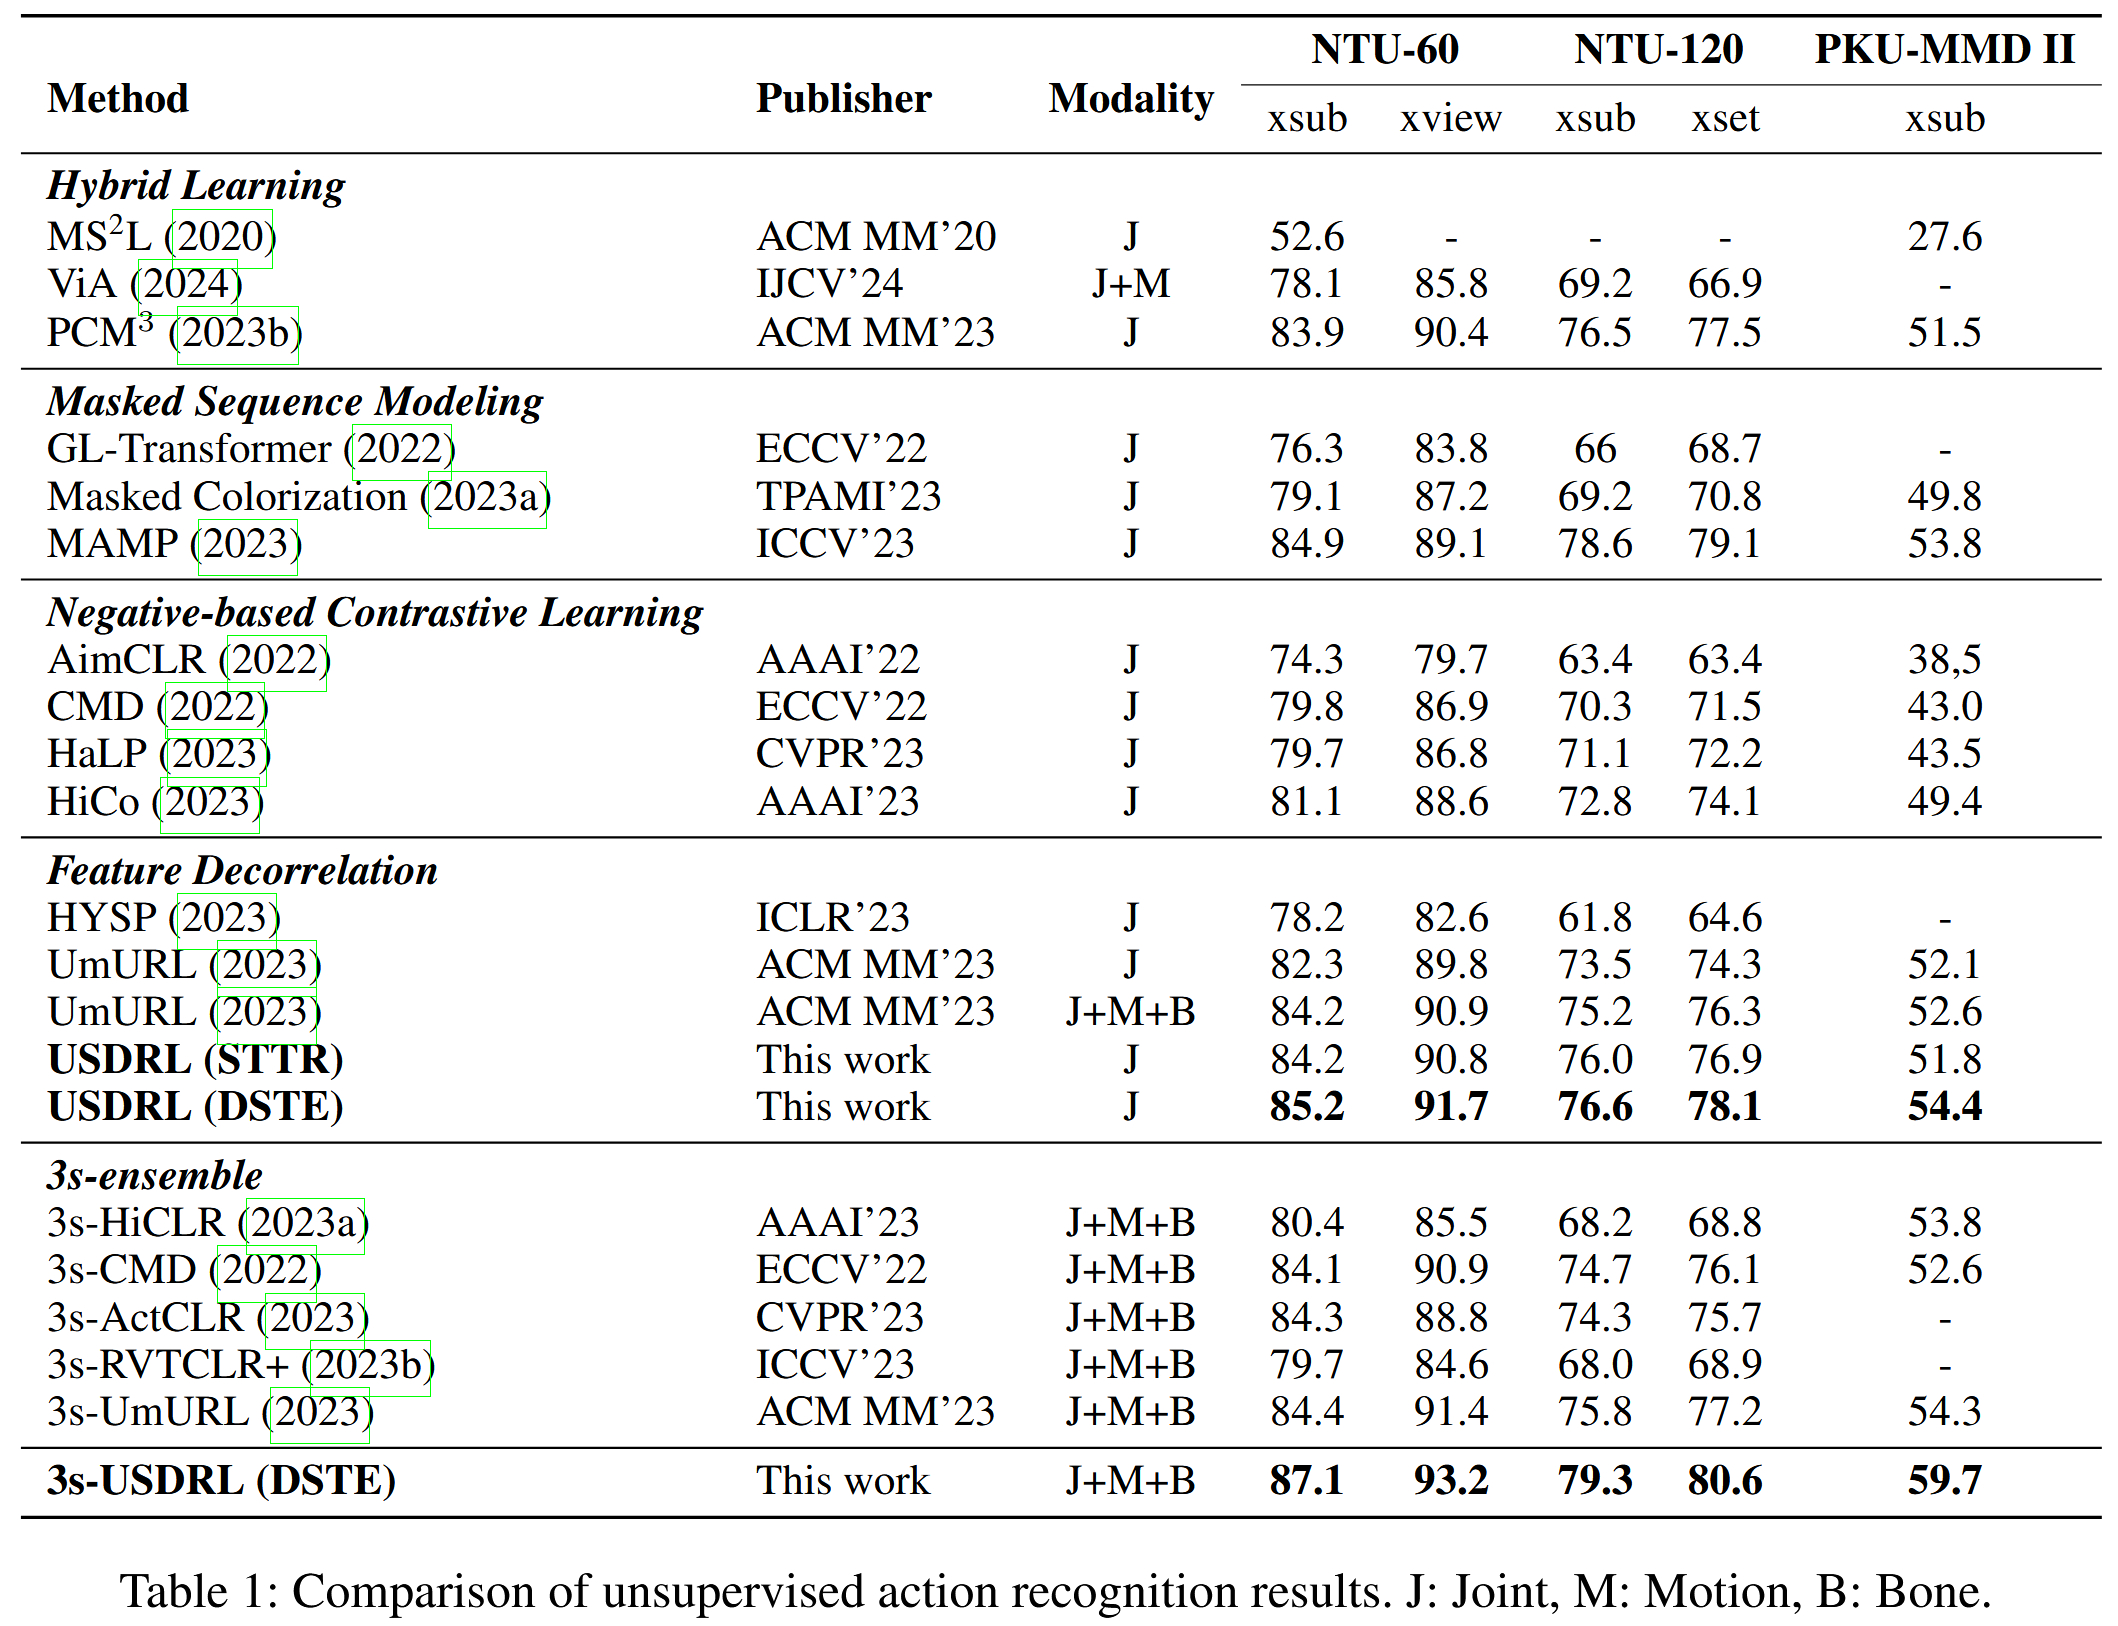 Method Publisher Modality NTU-60 NTU-120 PKU-MMD II
xsub xview xsub xset xsub
Hybrid Learning
MS²L (2020) ACM MM’20 J 52.6 - - - 27.6
ViA (2024) IJCV’24 J+M 78.1 85.8 69.2 66.9 -
PCM³ (2023b) ACM MM’23 J 83.9 90.4 76.5 77.5 51.5
Masked Sequence Modeling
GL-Transformer (2022) ECCV’22 J 76.3 83.8 66 68.7 -
Masked Colorization (2023a) TPAMI’23 J 79.1 87.2 69.2 70.8 49.8
MAMP (2023) ICCV’23 J 84.9 89.1 78.6 79.1 53.8
Negative-based Contrastive Learning
AimCLR (2022) AAAI’22 J 74.3 79.7 63.4 63.4 38,5
CMD (2022) ECCV’22 J 79.8 86.9 70.3 71.5 43.0
HaLP (2023) CVPR’23 J 79.7 86.8 71.1 72.2 43.5
HiCo (2023) AAAI’23 J 81.1 88.6 72.8 74.1 49.4
Feature Decorrelation
HYSP (2023) ICLR’23 J 78.2 82.6 61.8 64.6 -
UmURL (2023) ACM MM’23 J 82.3 89.8 73.5 74.3 52.1
UmURL (2023) ACM MM’23 J+M+B 84.2 90.9 75.2 76.3 52.6
USDRL (STTR) This work J 84.2 90.8 76.0 76.9 51.8
USDRL (DSTE) This work J 85.2 91.7 76.6 78.1 54.4
3s-ensemble
3s-HiCLR (2023a) AAAI’23 J+M+B 80.4 85.5 68.2 68.8 53.8
3s-CMD (2022) ECCV’22 J+M+B 84.1 90.9 74.7 76.1 52.6
3s-ActCLR (2023) CVPR’23 J+M+B 84.3 88.8 74.3 75.7 -
3s-RVTCLR+ (2023b) ICCV’23 J+M+B 79.7 84.6 68.0 68.9 -
3s-UmURL (2023) ACM MM’23 J+M+B 84.4 91.4 75.8 77.2 54.3
3s-USDRL (DSTE) This work J+M+B 87.1 93.2 79.3 80.6 59.7
Table 1: Comparison of unsupervised action recognition results. J: Joint, M: Motion, B: Bone.